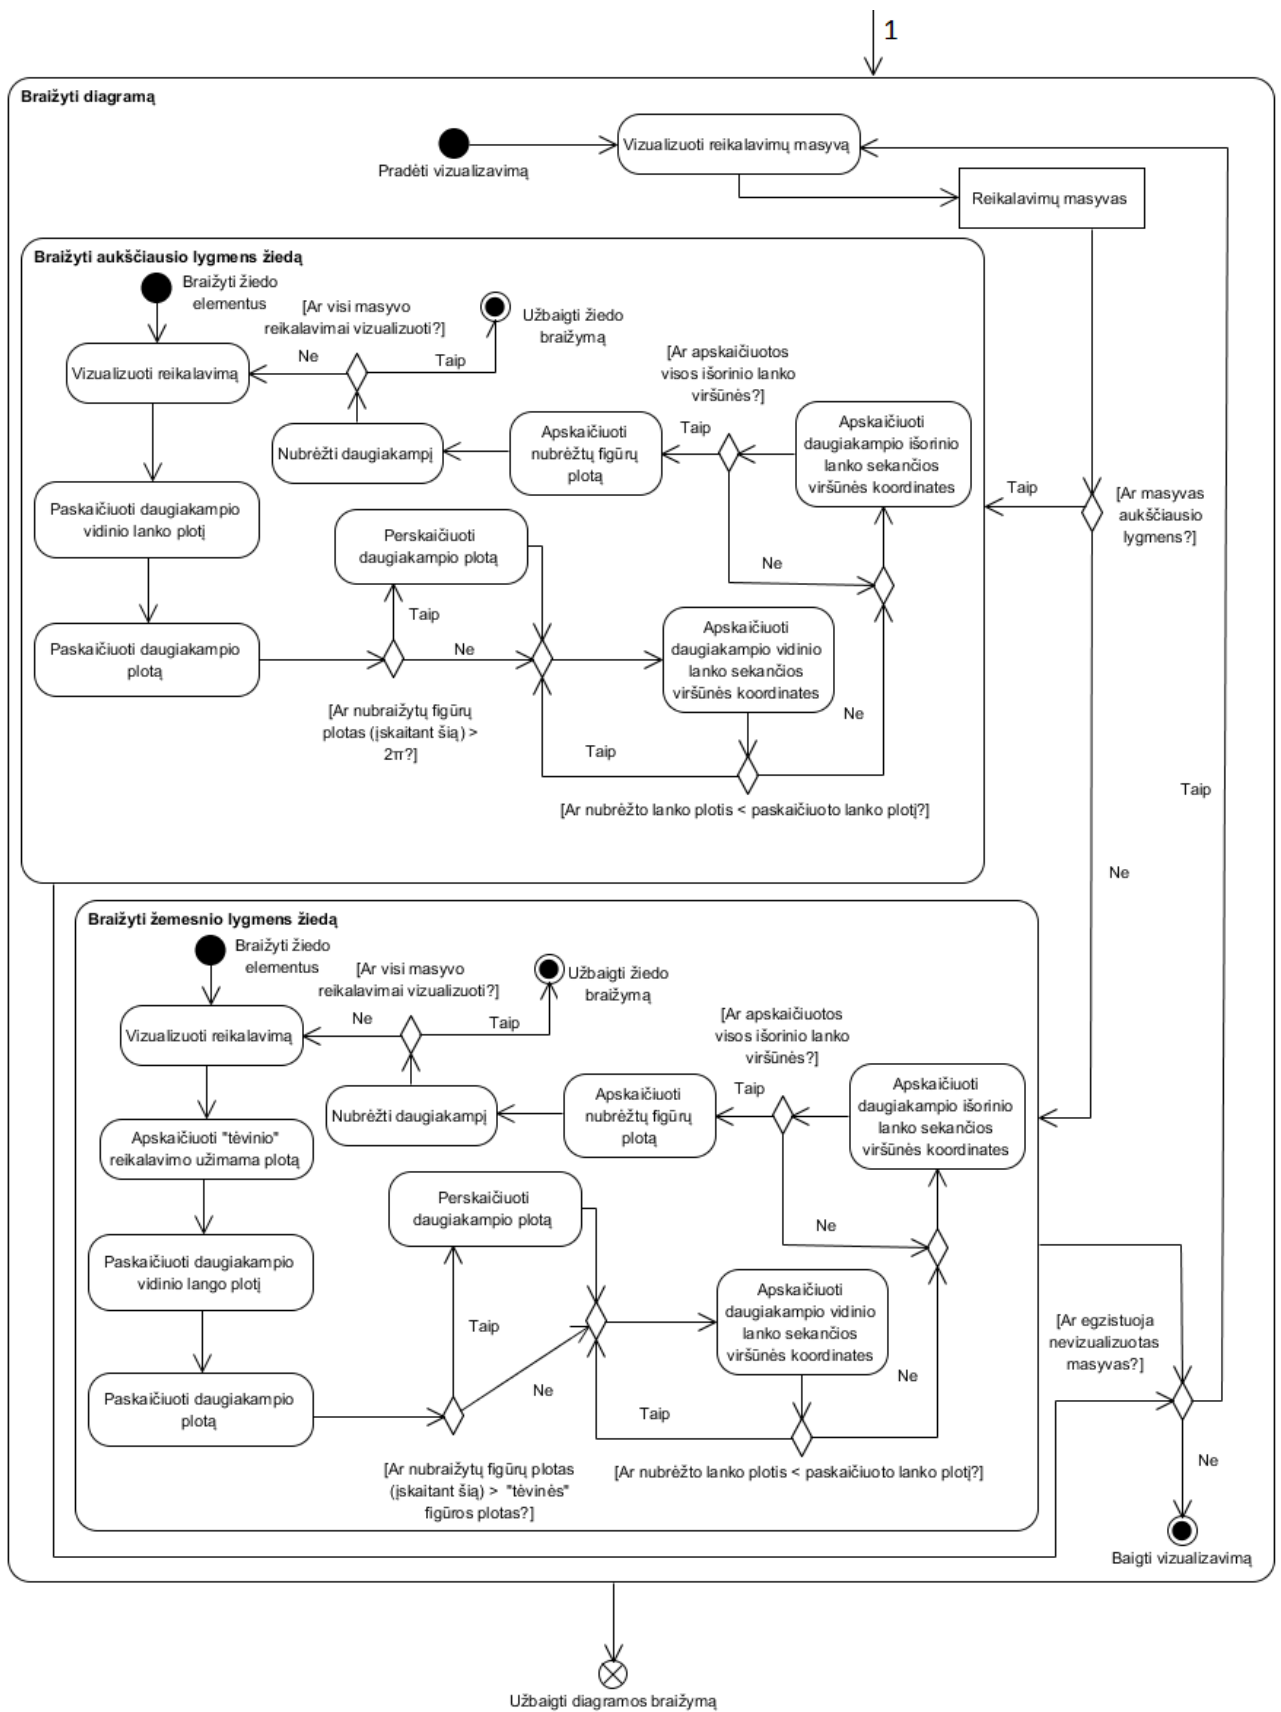 1
Braižyti diagramą
Pradėti vizualizavimą
Vizualizuoti reikalavimų masyvą
Reikalavimų masyvas
Braižyti aukščiausio lygmens žiedą
Braižyti žiedo
elementus
[Ar visi masyvo
reikalavimai vizualizuoti?]
Užbaigti žiedo
braižymą
Ne
Taip
Vizualizuoti reikalavimą
[Ar apskaičiuotos
visos išorinio lanko
viršūnės?]
Taip
Nubrėžti daugiakampį
Apskaičiuoti
nubrėžtų figūrų
plotą
Apskaičiuoti
daugiakampio išorinio
lanko sekančios
viršūnės koordinates
Taip
[Ar masyvas
aukščiausio
lygmens?]
Paskaičiuoti daugiakampio
vidinio lanko plotį
Perskaičiuoti
daugiakampio plotą
Ne
Taip
Paskaičiuoti daugiakampio
plotą
Ne
Apskaičiuoti
daugiakampio vidinio
lanko sekančios
viršūnės koordinates
[Ar nubraižytų figūrų
plotas (įskaitant šią) >
2π?]
Ne
Taip
[Ar nubrėžto lanko plotis < paskaičiuoto lanko plotį?]
Taip
Ne
Braižyti žemesnio lygmens žiedą
Braižyti žiedo
elementus
[Ar visi masyvo
reikalavimai vizualizuoti?]
Užbaigti žiedo
braižymą
Ne
Taip
Vizualizuoti reikalavimą
[Ar apskaičiuotos
visos išorinio lanko
viršūnės?]
Taip
Nubrėžti daugiakampį
Apskaičiuoti
nubrėžtų figūrų
plotą
Apskaičiuoti
daugiakampio išorinio
lanko sekančios
viršūnės koordinates
Apskaičiuoti "tėvinio"
reikalavimo užimama plotą
Perskaičiuoti
daugiakampio plotą
Ne
Paskaičiuoti daugiakampio
vidinio lango plotį
Taip
Apskaičiuoti
daugiakampio vidinio
lanko sekančios
viršūnės koordinates
[Ar egzistuoja
nevizualizuotas
masyvas?]
Paskaičiuoti daugiakampio
plotą
Ne
Taip
Ne
[Ar nubraižytų figūrų plotas
(įskaitant šią) > "tėvinės"
figūros plotas?]
[Ar nubrėžto lanko plotis < paskaičiuoto lanko plotį?]
Ne
Baigti vizualizavimą
Užbaigti diagramos braižymą